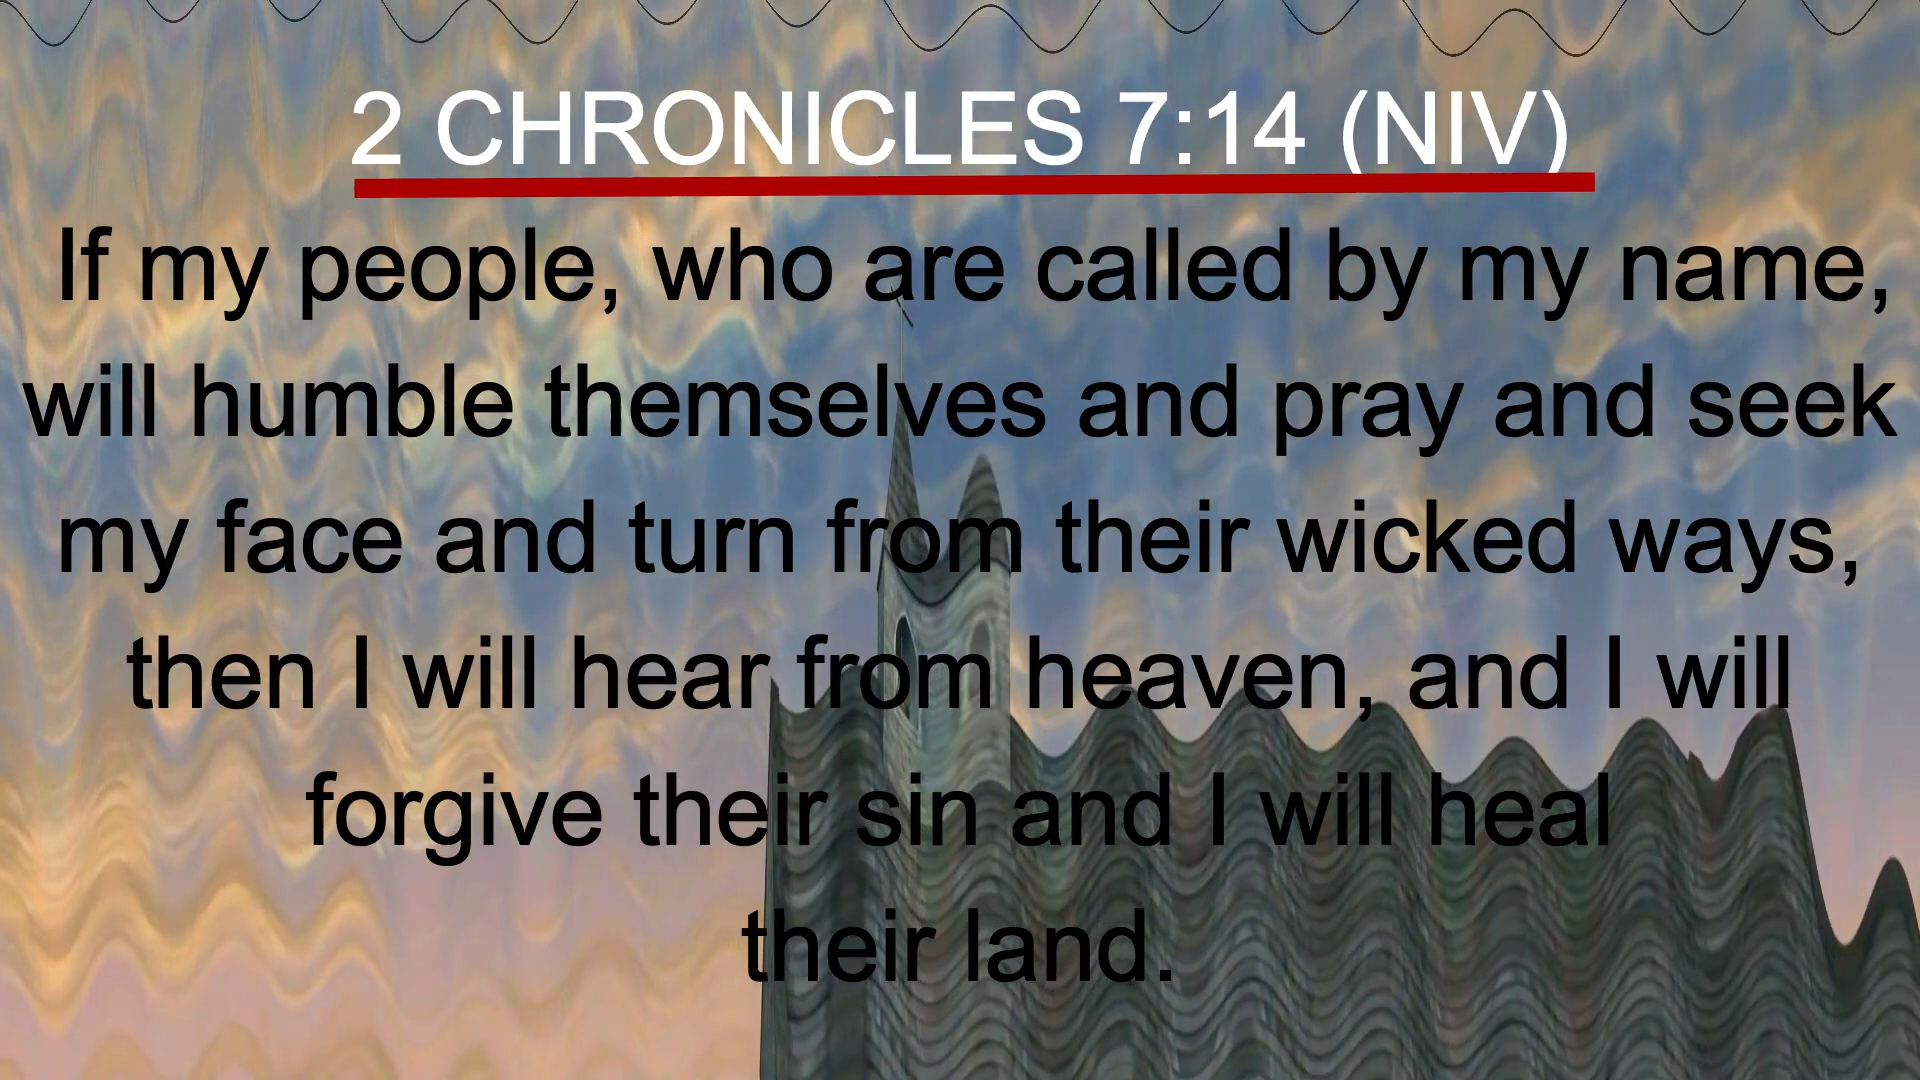 2 CHRONICLES 7:14 (NIV)
If my people, who are called by my name,
will humble themselves and pray and seek
my face and turn from their wicked ways,
then I will hear from heaven, and I will
forgive their sin and I will heal
their land.